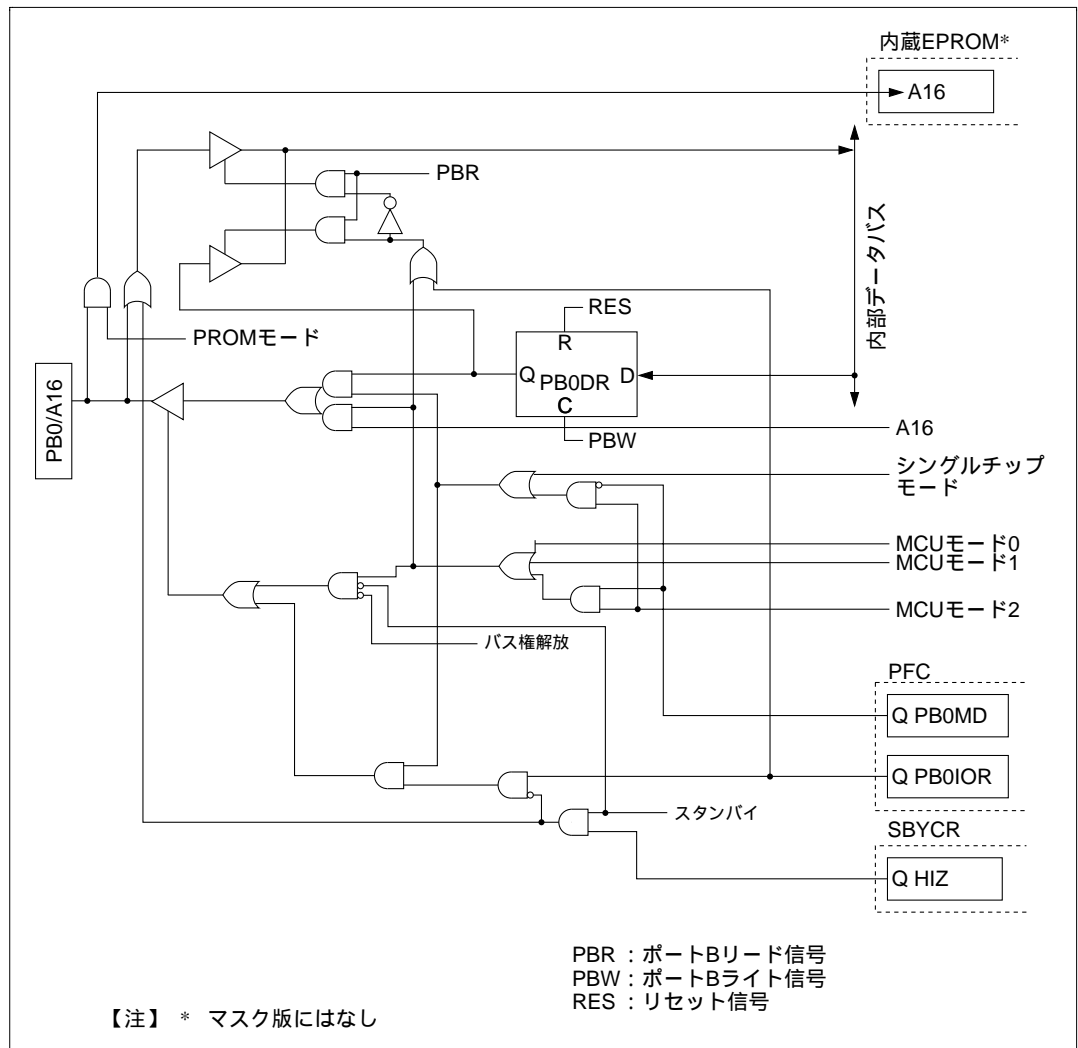 内蔵EPROM*
A16
PBR
内部データバス
RES
PROMモード
R
Q PB0DR D
C
PBW
PB0/A16
A16
シングルチップ
モード
MCUモード0
MCUモード1
MCUモード2
バス権解放
PFC
Q PB0MD
Q PB0IOR
スタンバイ
SBYCR
Q HIZ
PBR : ポートBリード信号
PBW : ポートBライト信号
RES : リセット信号
【注】 * マスク版にはなし